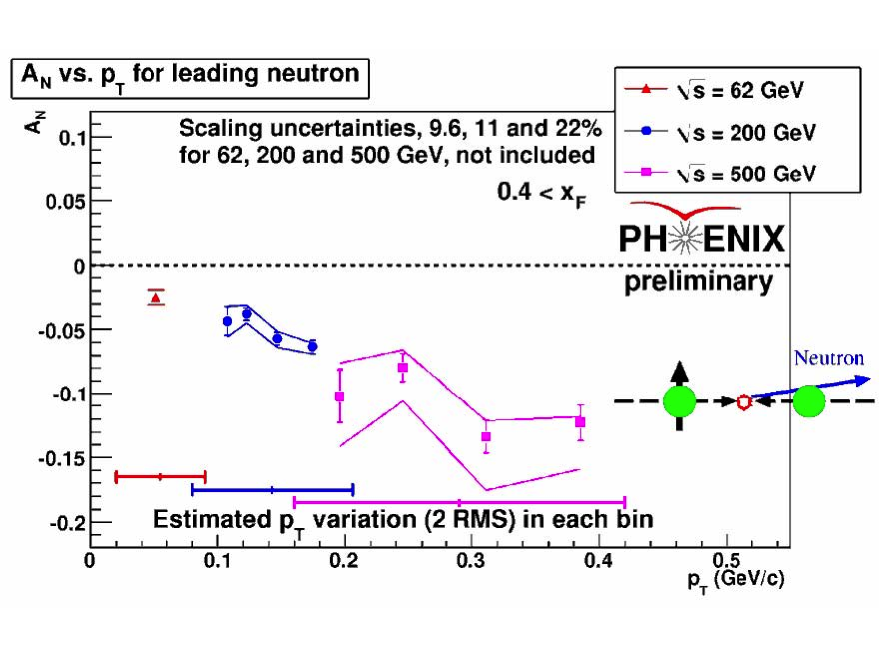 A_N vs. p_T for leading neutron
√s = 62 GeV
√s = 200 GeV
√s = 500 GeV
A_N
Scaling uncertainties, 9.6, 11 and 22%
for 62, 200 and 500 GeV, not included
0.4 < x_F
PHENIX
preliminary
0.1
0.05
0
-0.05
-0.1
-0.15
-0.2
Neutron
Estimated p_T variation (2 RMS) in each bin
0 0.1 0.2 0.3 0.4 0.5
p_T (GeV/c)